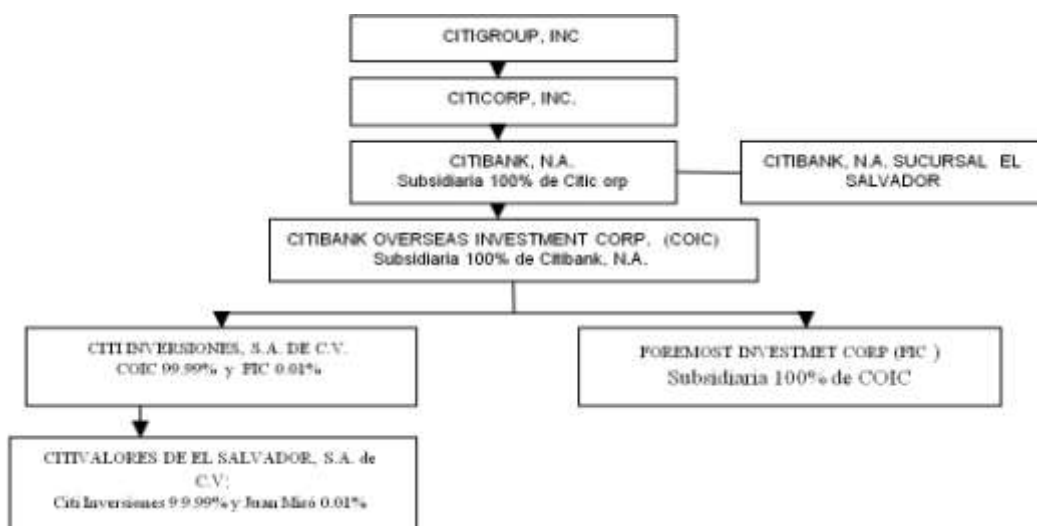 CITIGROUP, INC
CITICORP, INC.
CITIBANK, N.A.
Subsidiaria 100% de Citic orp
CITIBANK, N.A. SUCURSAL EL
SALVADOR
CITIBANK OVERSEAS INVESTMENT CORP. (COIC)
Subsidiaria 100% de Citibank, N.A.
CITI INVERSIONES, S.A. DE C.V.
COIC 99.99% y FIC 0.01%
FOREMOST INVESTMET CORP (FIC )
Subsidiaria 100% de COIC
CITIVALORES DE EL SALVADOR, S.A. de
C.V;
Citi Inversiones 9 9.99% y Juan Miró 0.01%